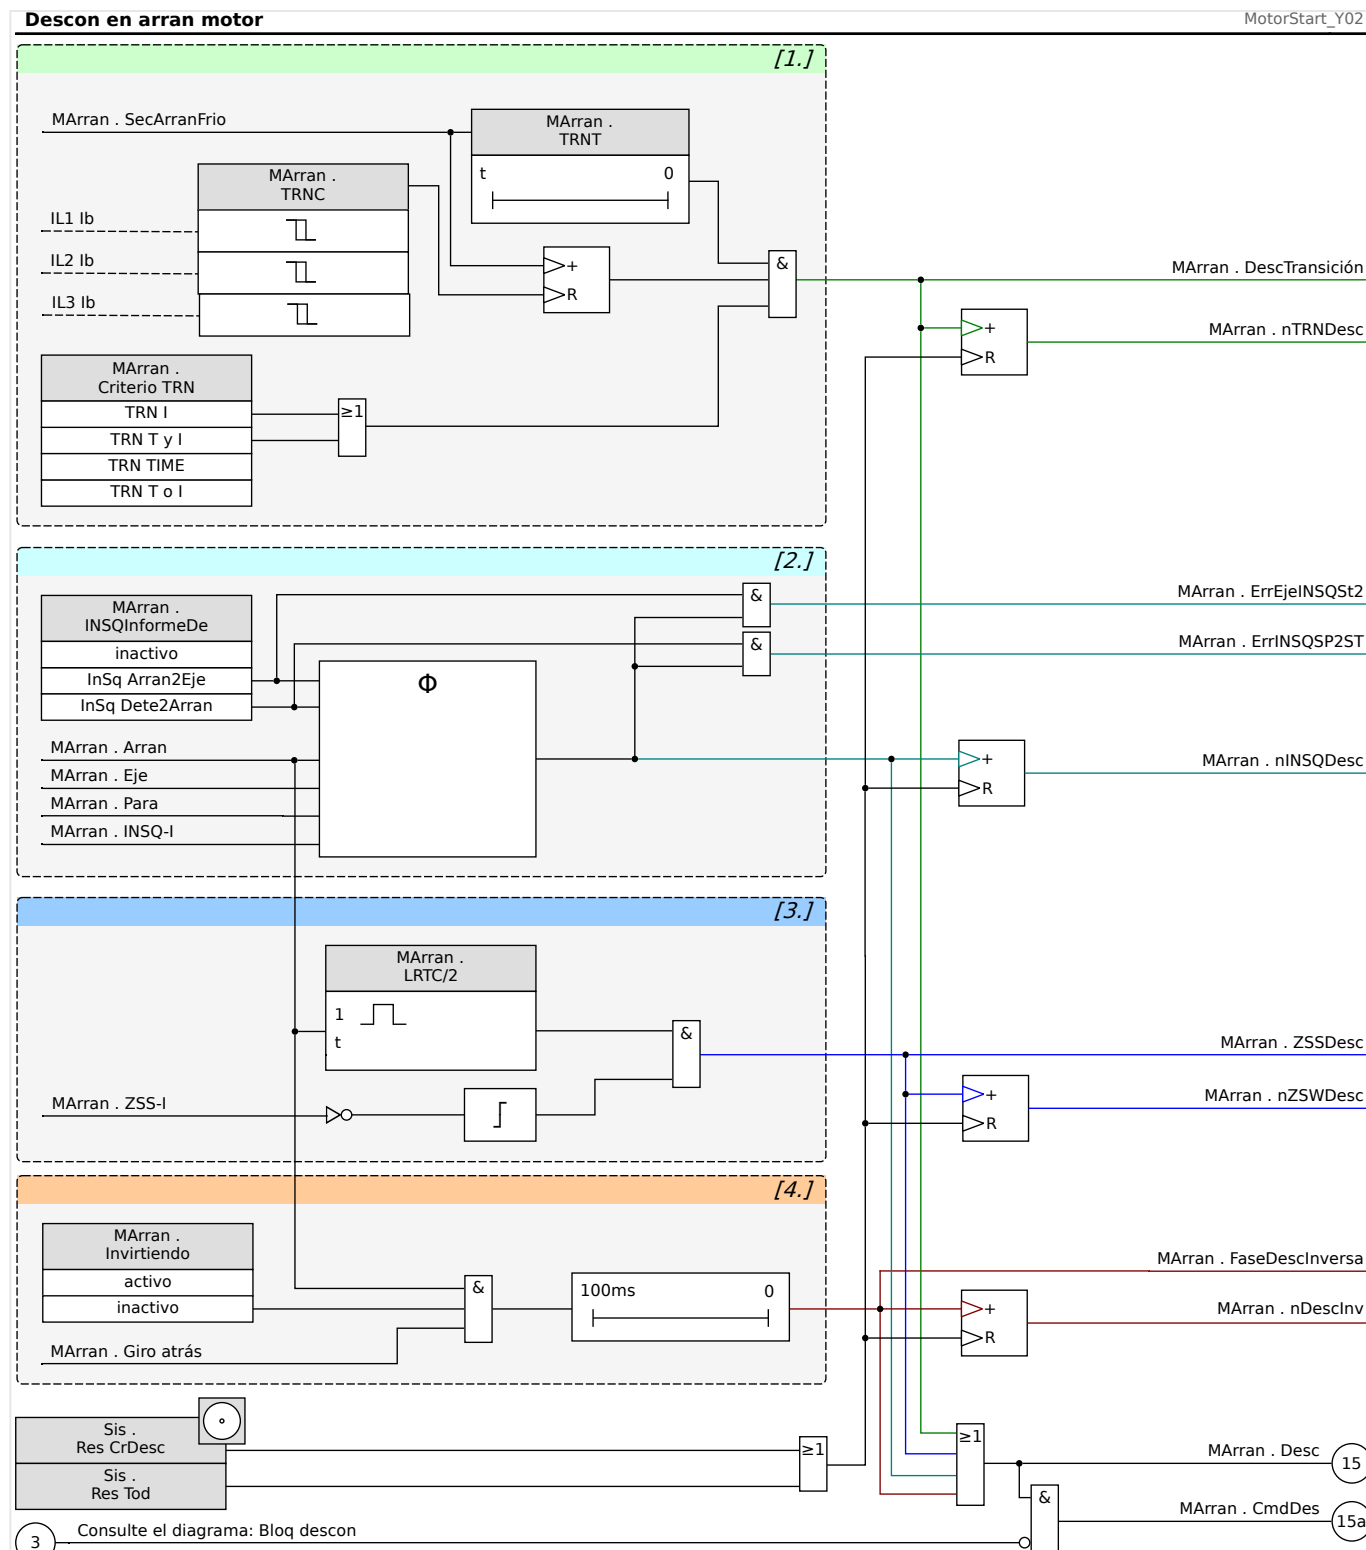 Descon en arran motor
MotorStart_Y02
[1.]
MArran . SecArranFrio
MArran .
TRNT
t
0
MArran .
TRNC
IL1 Ib
IL2 Ib
IL3 Ib
+
R
&
MArran . DescTransición
+
R
MArran . nTRNDesc
MArran .
Criterio TRN
TRN I
TRN T y I
TRN TIME
TRN T o I
≥1
[2.]
MArran .
INSQInformeDe
inactivo
InSq Arran2Eje
InSq Dete2Arran
Φ
&
&
MArran . ErrEjeINSQSt2
MArran . ErrINSQSP2ST
MArran . Arran
MArran . Eje
MArran . Para
MArran . INSQ-I
+
R
MArran . nINSQDesc
[3.]
MArran .
LRTC/2
1
t
&
MArran . ZSSDesc
MArran . ZSS-I
+
R
MArran . nZSWDesc
[4.]
MArran .
Invirtiendo
activo
inactivo
MArran . Giro atrás
&
100ms
0
MArran . FaseDescInversa
+
R
MArran . nDescInv
Sis .
Res CrDesc
Sis .
Res Tod
≥1
≥1
MArran . Desc
15
&
MArran . CmdDes
15a
3
Consulte el diagrama: Bloq descon